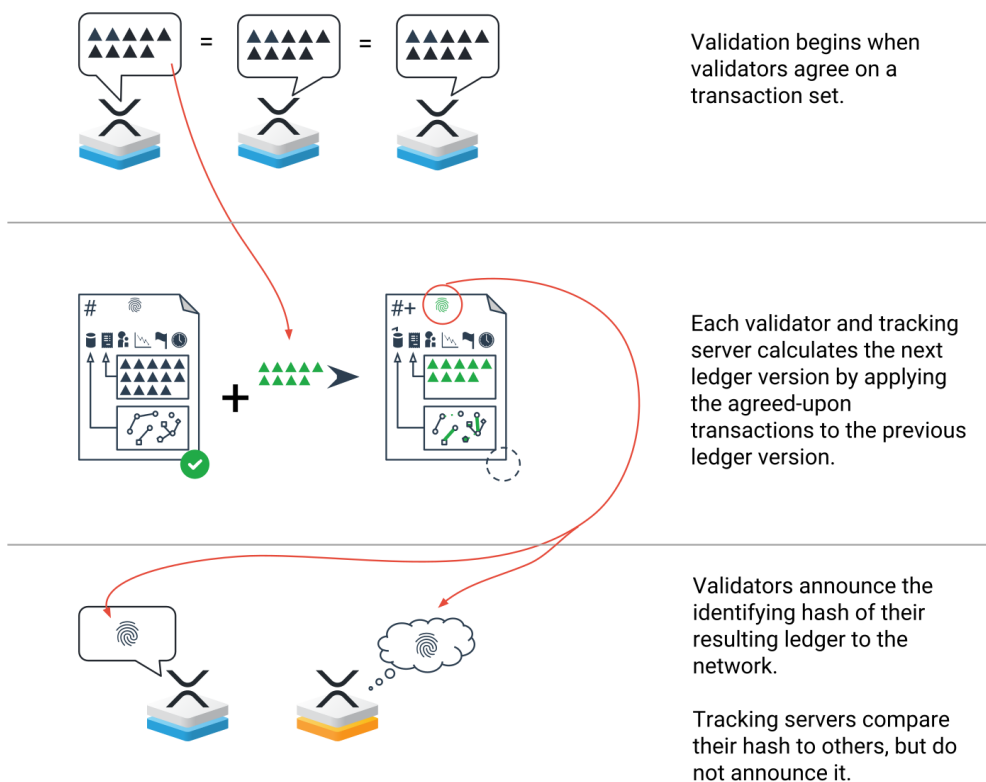 =
=
Validation begins when
validators agree on a
transaction set.
#
#+
+
Each validator and tracking
server calculates the next
ledger version by applying
the agreed-upon
transactions to the previous
ledger version.
Validators announce the
identifying hash of their
resulting ledger to the
network.
Tracking servers compare
their hash to others, but do
not announce it.